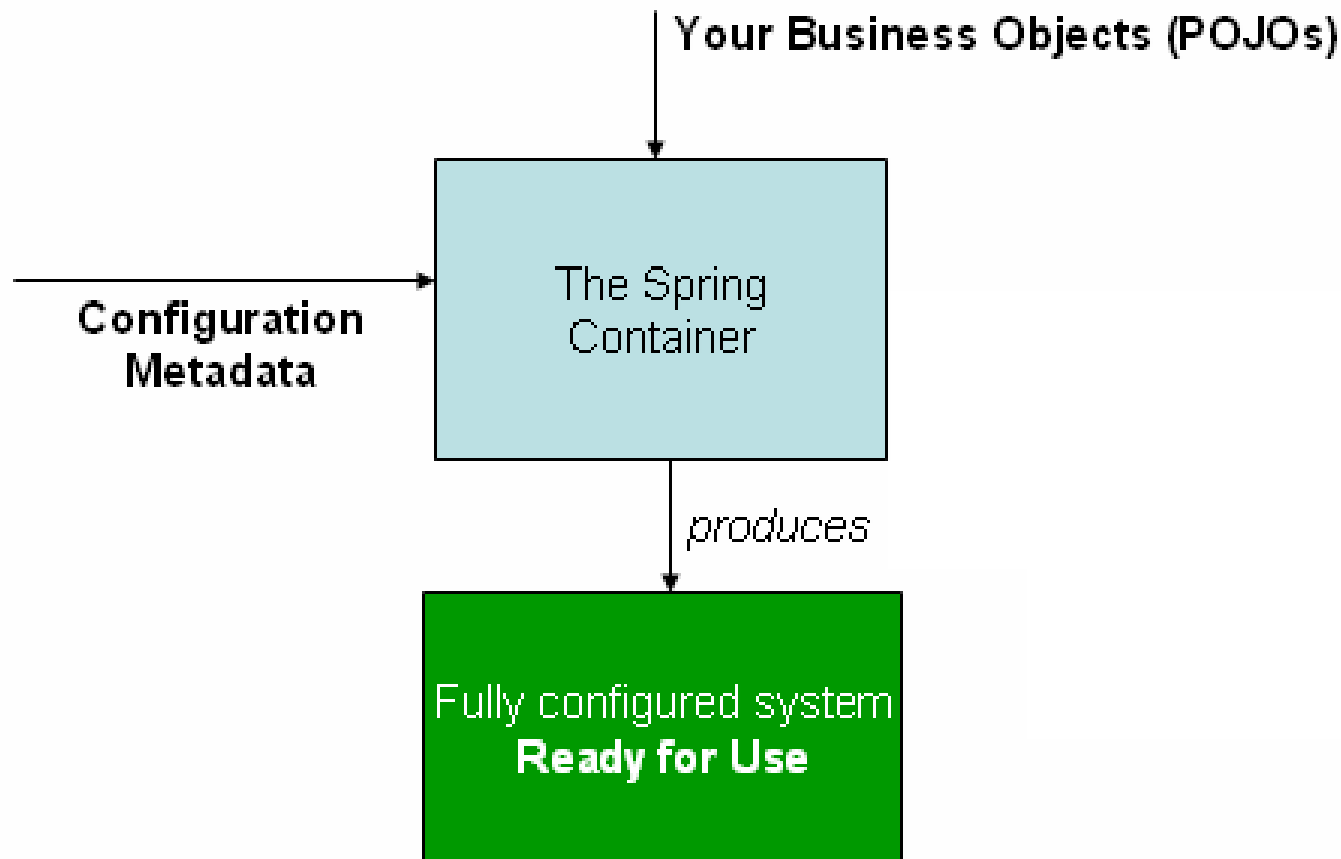 Your Business Objects (POJOs)
The Spring
Container
Configuration
Metadata
produces
Fully configured system
Ready for Use